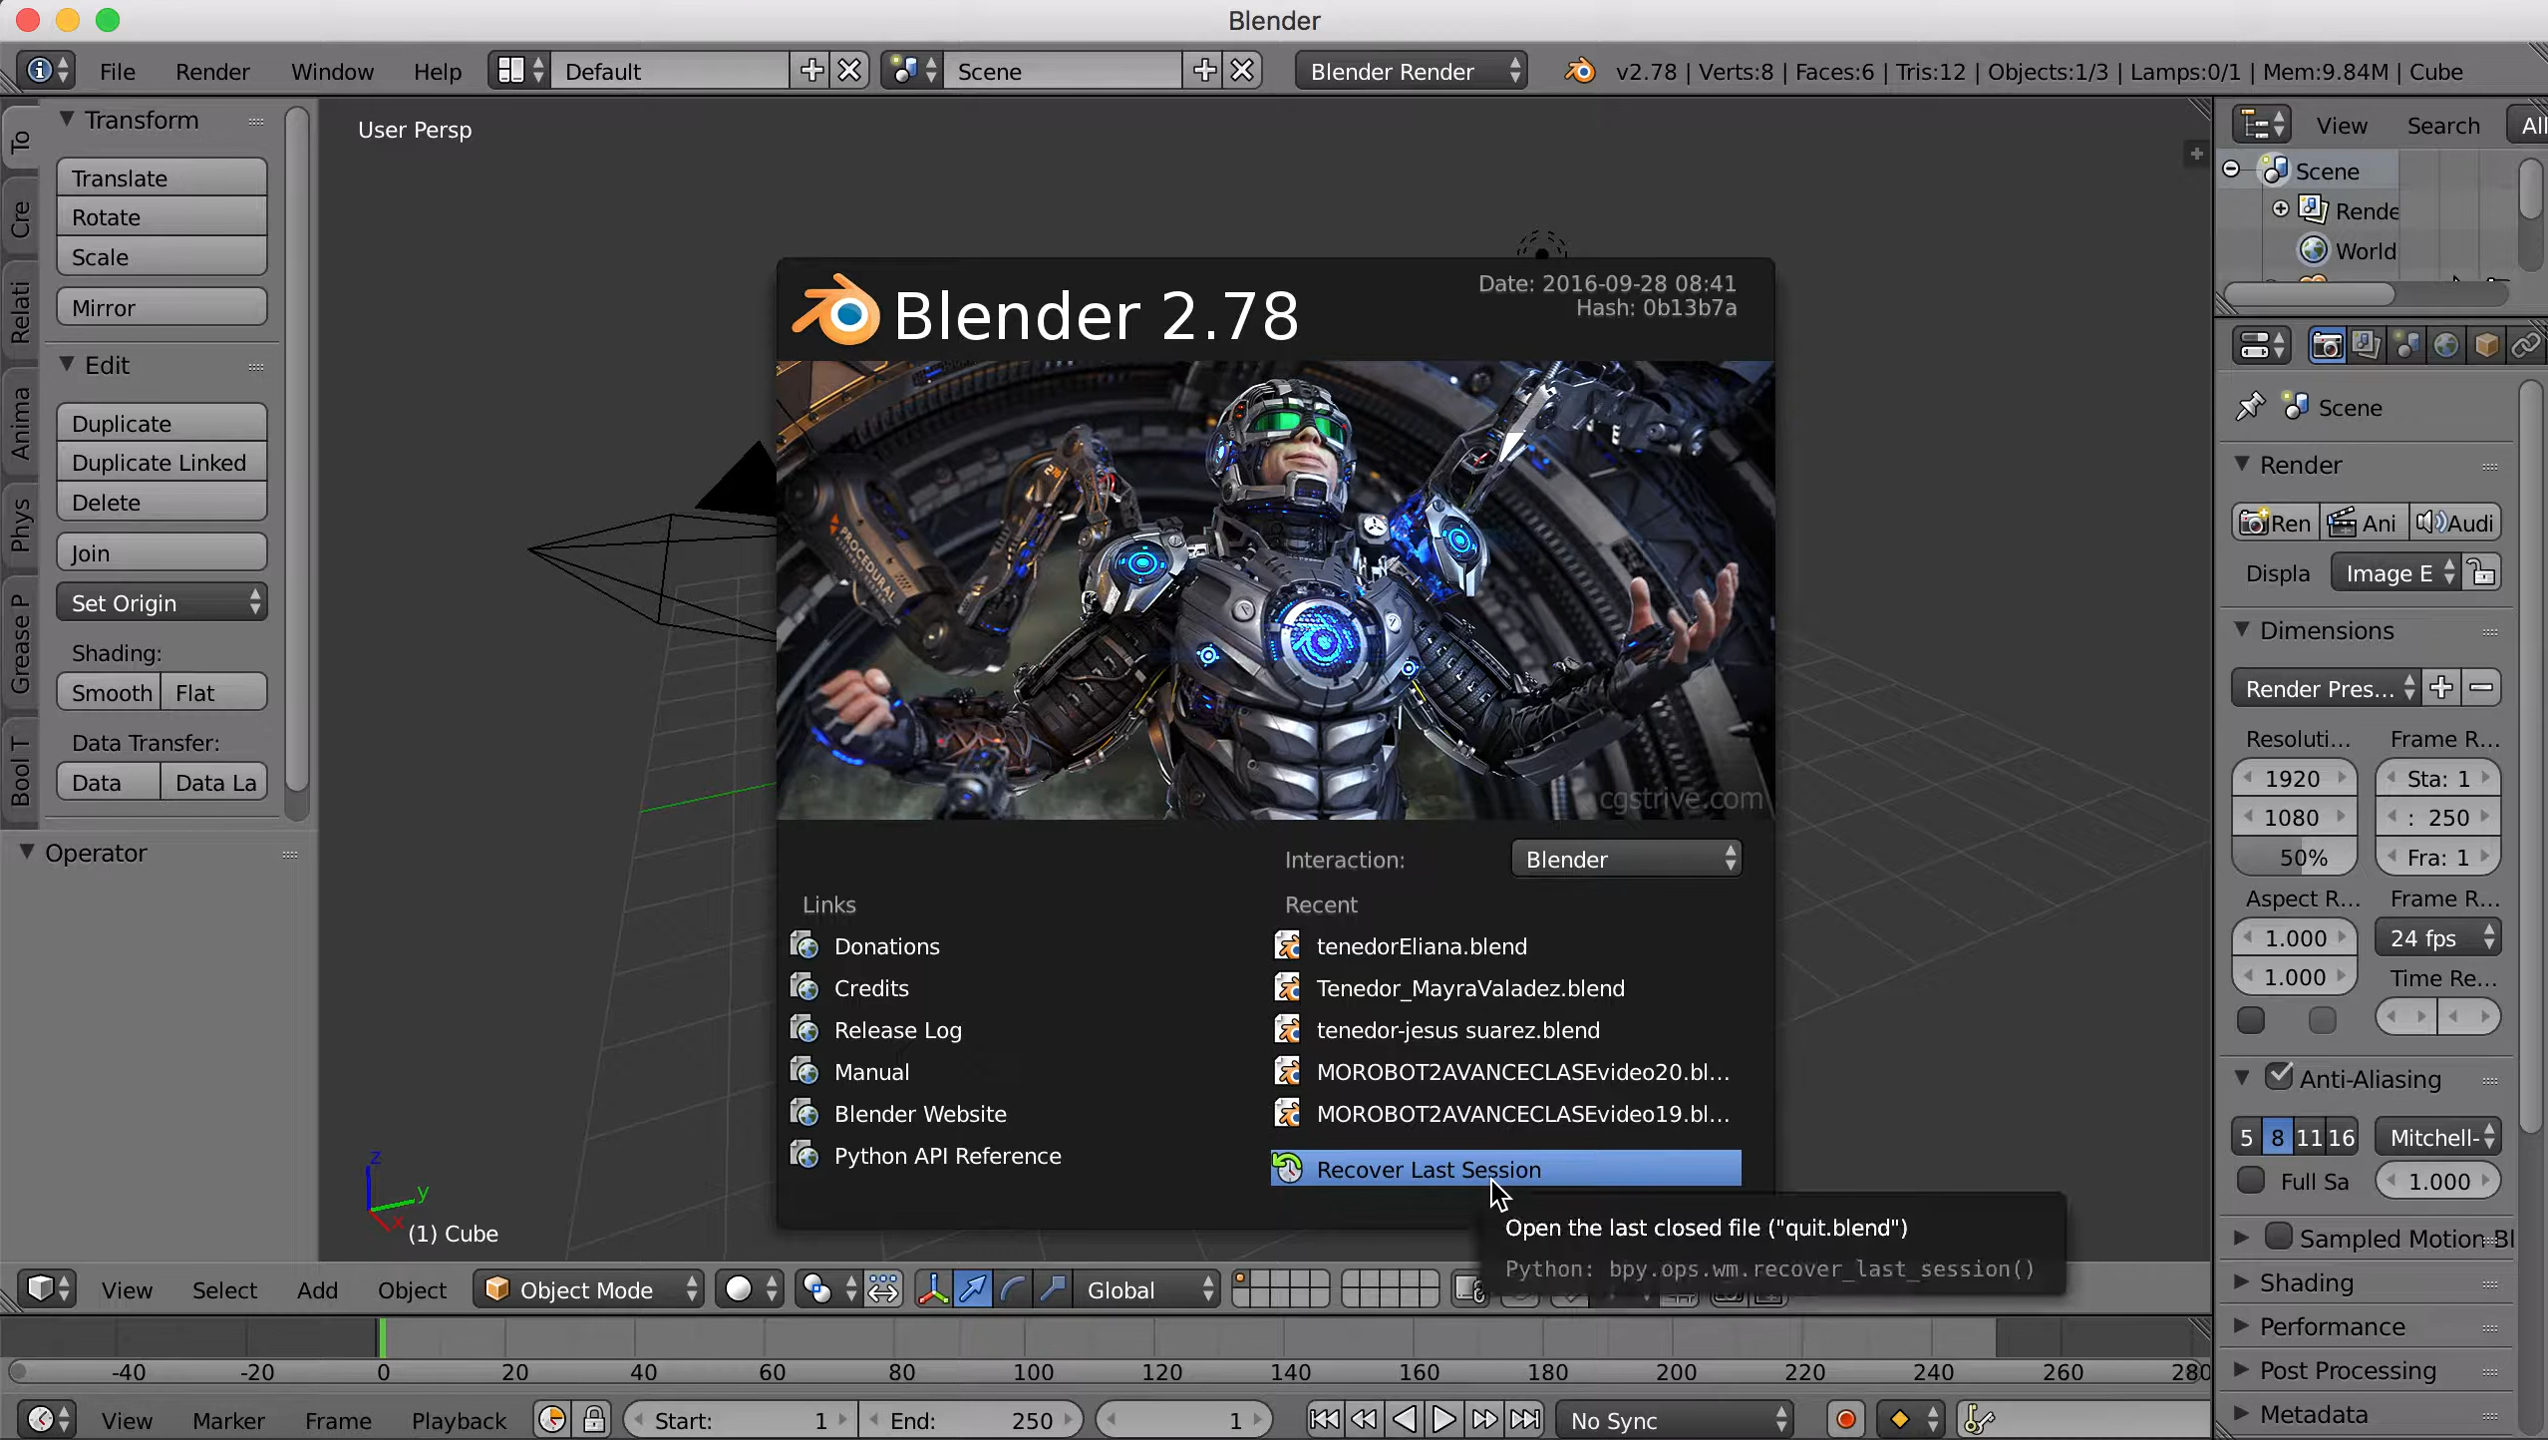 Blender
File Render Window Help Default Scene Blender Render v2.78 | Verts:8 | Faces:6 | Tris:12 | Objects:1/3 | Lamps:0/1 | Mem:9.84M | Cube
To
Cre
Relati
Anima
Phys
Grease P
Bool T
Transform
Translate
Rotate
Scale
Mirror
Edit
Duplicate
Duplicate Linked
Delete
Join
Set Origin
Shading:
Smooth Flat
Data Transfer:
Data Data La
Operator
User Persp
Blender 2.78
Date: 2016-09-28 08:41
Hash: 0b13b7a
PROCEDURAL
cgstrive.com
Interaction: Blender
Links
Donations
Credits
Release Log
Manual
Blender Website
Python API Reference
Recent
tenedorEliana.blend
Tenedor_MayraValadez.blend
tenedor-jesus suarez.blend
MOROBOT2AVANCECLASEvideo20.bl...
MOROBOT2AVANCECLASEvideo19.bl...
Recover Last Session
Open the last closed file ("quit.blend")
Python: bpy.ops.wm.recover_last_session()
z
y
x
(1) Cube
View Select Add Object Object Mode Global
-40 -20 0 20 40 60 80 100 120 140 160 180 200 220 240 260 280
View Marker Frame Playback Start: 1 End: 250 1 No Sync
View Search All
Scene
Rende
World
Scene
Render
Ren Ani Audi
Displa Image E
Dimensions
Render Pres...
Resoluti... Frame R...
1920 Sta: 1
1080 : 250
50% Fra: 1
Aspect R... Frame R...
1.000 24 fps
1.000 Time Re...
Anti-Aliasing
5 8 11 16 Mitchell-
Full Sa 1.000
Sampled Motion Bl
Shading
Performance
Post Processing
Metadata